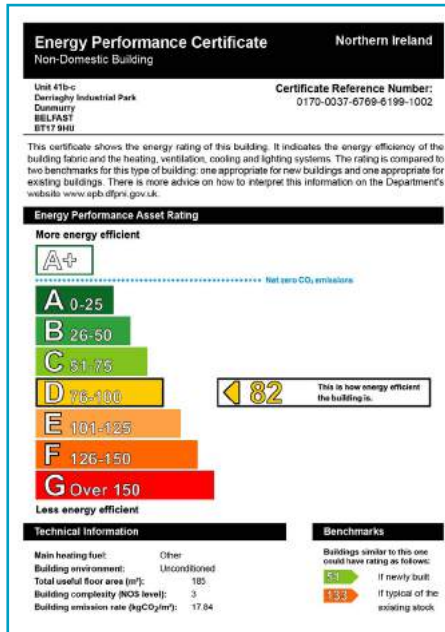 Energy Performance Certificate
Northern Ireland
Non-Domestic Building
Unit 41b-c
Derriaghy Industrial Park
Dunmurry
BELFAST
BT17 9HU
Certificate Reference Number:
0170-0037-6769-6199-1002
This certificate shows the energy rating of this building. It indicates the energy efficiency of the
building fabric and the heating, ventilation, cooling and lighting systems. The rating is compared to
two benchmarks for this type of building: one appropriate for new buildings and one appropriate for
existing buildings. There is more advice on how to interpret this information on the Department's
website www.epb.dfpni.gov.uk.
Energy Performance Asset Rating
More energy efficient
A+
Net zero CO₂ emissions
A 0-25
B 26-50
C 51-75
D 76-100
82
This is how energy efficient
the building is.
E 101-125
F 126-150
G Over 150
Less energy efficient
Technical Information
Main heating fuel: Other
Building environment: Unconditioned
Total useful floor area (m²): 185
Building complexity (NOS level): 3
Building emission rate (kgCO₂/m²): 17.84
Benchmarks
Buildings similar to this one
could have rating as follows:
51 If newly built
133 If typical of the
existing stock